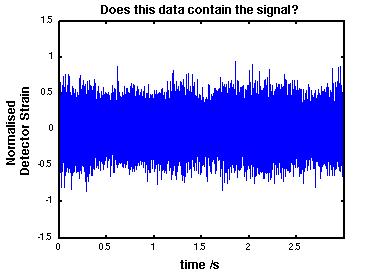 Does this data contain the signal?
Normalised
Detector Strain
1.5
1
0.5
0
-0.5
-1
-1.5
0 0.5 1 1.5 2 2.5
time /s